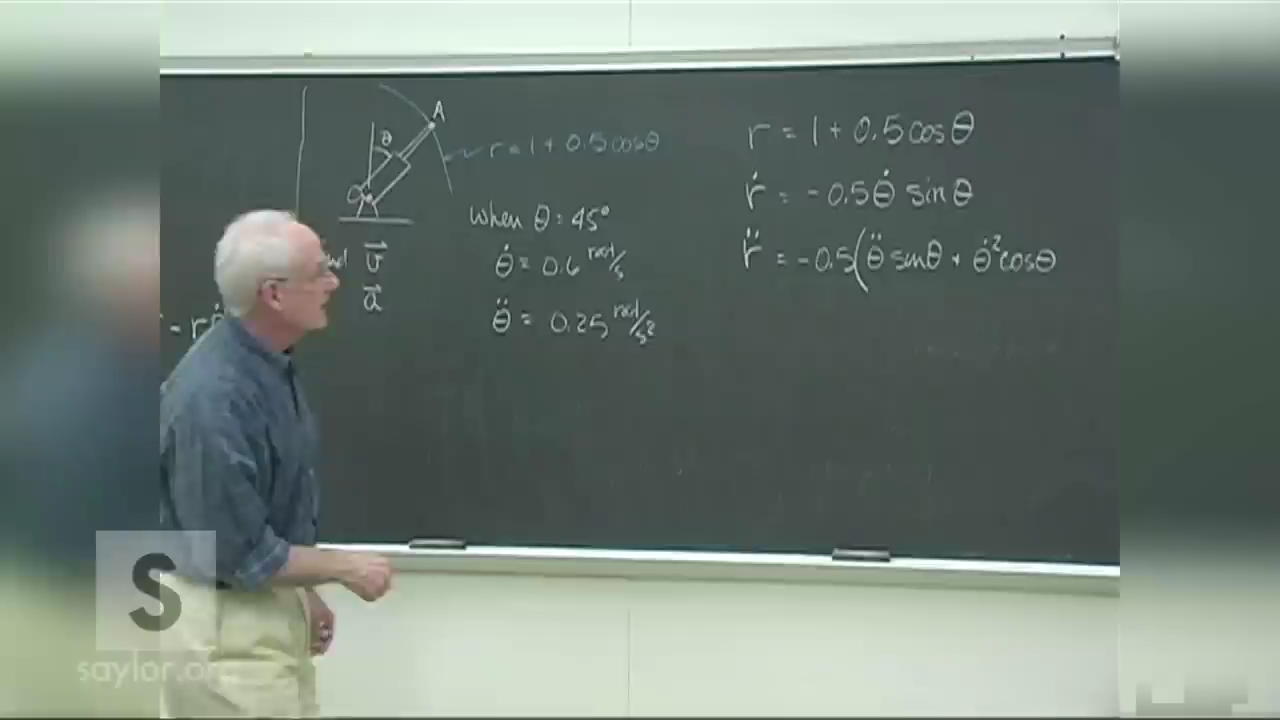 A
θ
r = 1 + 0.5 cos θ
O
When θ = 45°
θ̇ = 0.6 rad/s
θ̈ = 0.25 rad/s²
v⃗
a⃗
- r
r = 1 + 0.5 cos θ
ṙ = - 0.5 θ̇ sin θ
r̈ = - 0.5 ( θ̈ sin θ + θ̇² cos θ
S
saylor.org